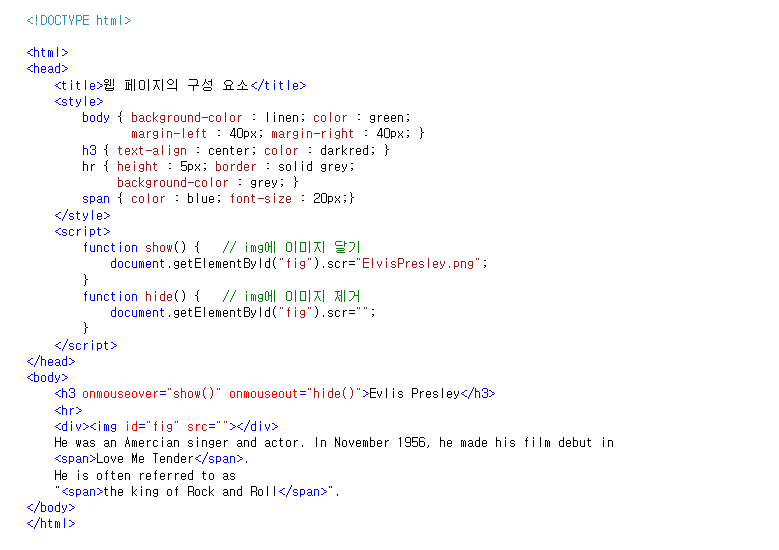 <!DOCTYPE html>
<html>
<head>
<title>웹 페이지의 구성 요소</title>
<style>
body { background-color : linen; color : green;
margin-left : 40px; margin-right : 40px; }
h3 { text-align : center; color : darkred; }
hr { height : 5px; border : solid grey;
background-color : grey; }
span { color : blue; font-size : 20px;}
</style>
<script>
function show() { // img에 이미지 달기
document.getElementById("fig").scr="ElvisPresley.png";
}
function hide() { // img에 이미지 제거
document.getElementById("fig").scr="";
}
</script>
</head>
<body>
<h3 onmouseover="show()" onmouseout="hide()">Evlis Presley</h3>
<hr>
<div><img id="fig" src=""></div>
He was an Amercian singer and actor. In November 1956, he made his film debut in
<span>Love Me Tender</span>.
He is often referred to as
"<span>the king of Rock and Roll</span>".
</body>
</html>